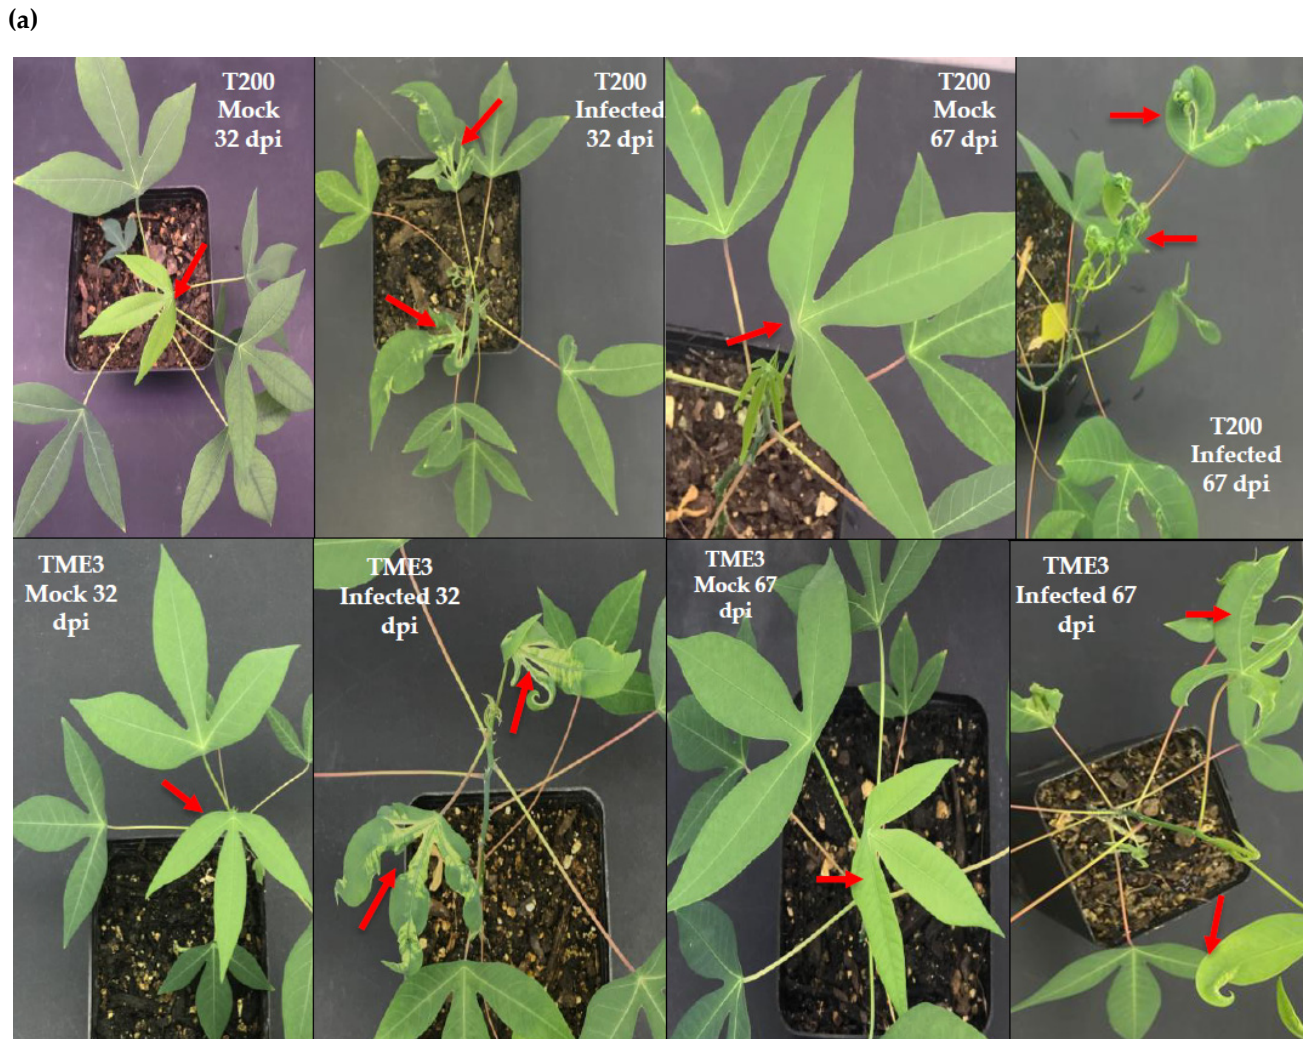 (a)
T200
Mock
32 dpi
T200
Infected
32 dpi
T200
Mock
67 dpi
T200
Infected
67 dpi
TME3
Mock 32
dpi
TME3
Infected 32
dpi
TME3
Mock 67
dpi
TME3
Infected 67
dpi